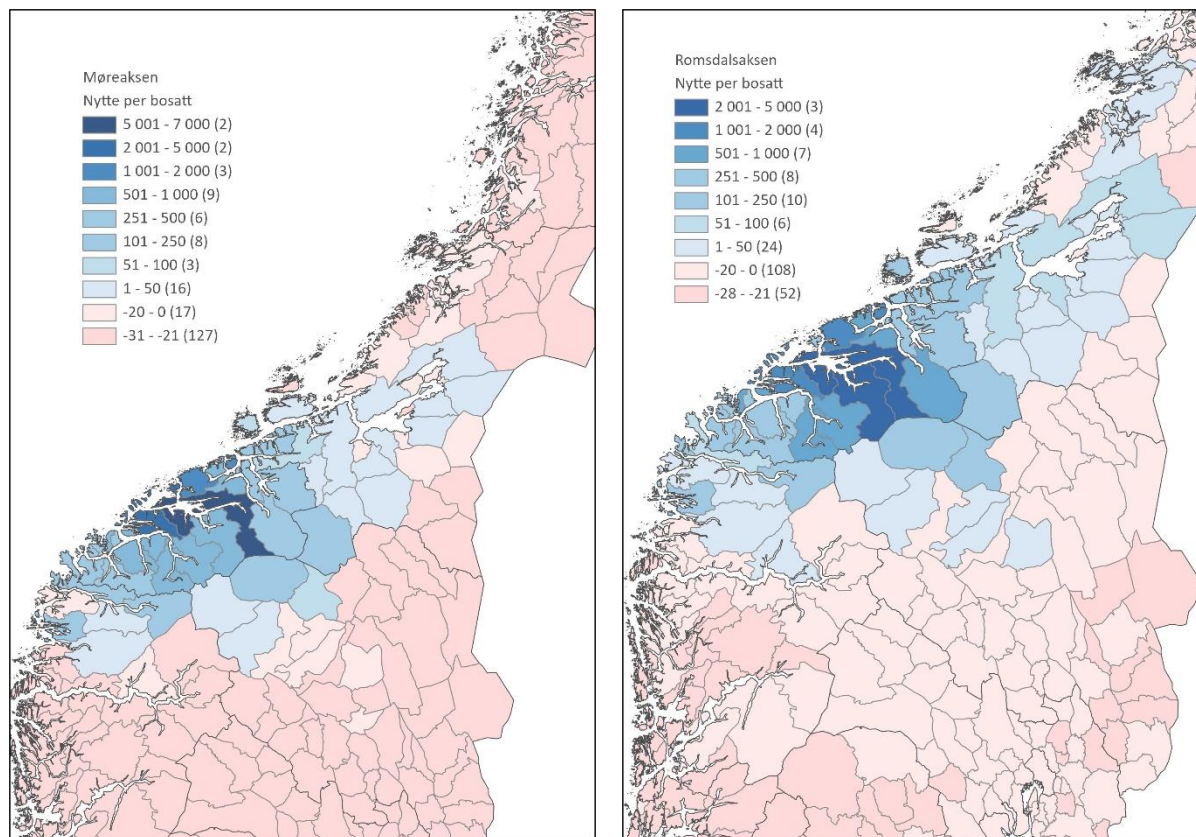 Møreaksen
Nytte per bosatt
5 001 - 7 000 (2)
2 001 - 5 000 (2)
1 001 - 2 000 (3)
501 - 1 000 (9)
251 - 500 (6)
101 - 250 (8)
51 - 100 (3)
1 - 50 (16)
-20 - 0 (17)
-31 - -21 (127)
Romsdalsaksen
Nytte per bosatt
2 001 - 5 000 (3)
1 001 - 2 000 (4)
501 - 1 000 (7)
251 - 500 (8)
101 - 250 (10)
51 - 100 (6)
1 - 50 (24)
-20 - 0 (108)
-28 - -21 (52)